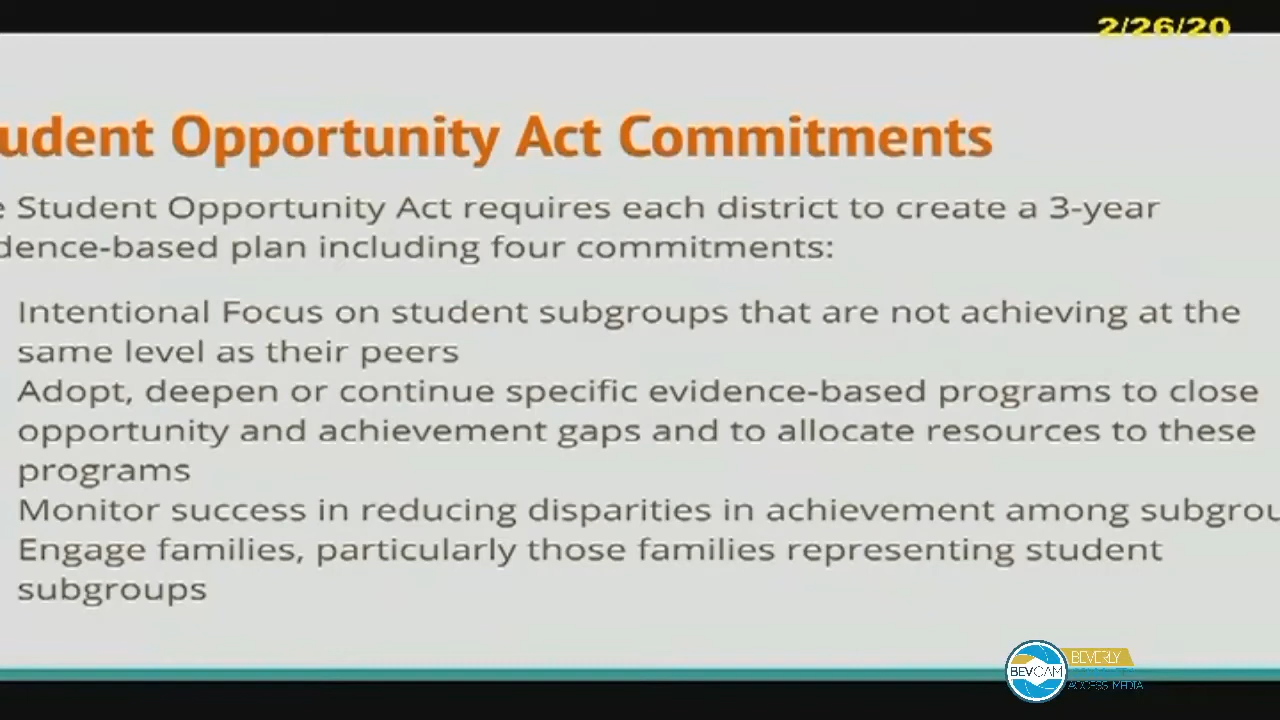 2/26/20
udent Opportunity Act Commitments
e Student Opportunity Act requires each district to create a 3-year
dence-based plan including four commitments:
Intentional Focus on student subgroups that are not achieving at the
same level as their peers
Adopt, deepen or continue specific evidence-based programs to close
opportunity and achievement gaps and to allocate resources to these
programs
Monitor success in reducing disparities in achievement among subgrou
Engage families, particularly those families representing student
subgroups
BEVCAM
BEVERLY
ACCESS MEDIA